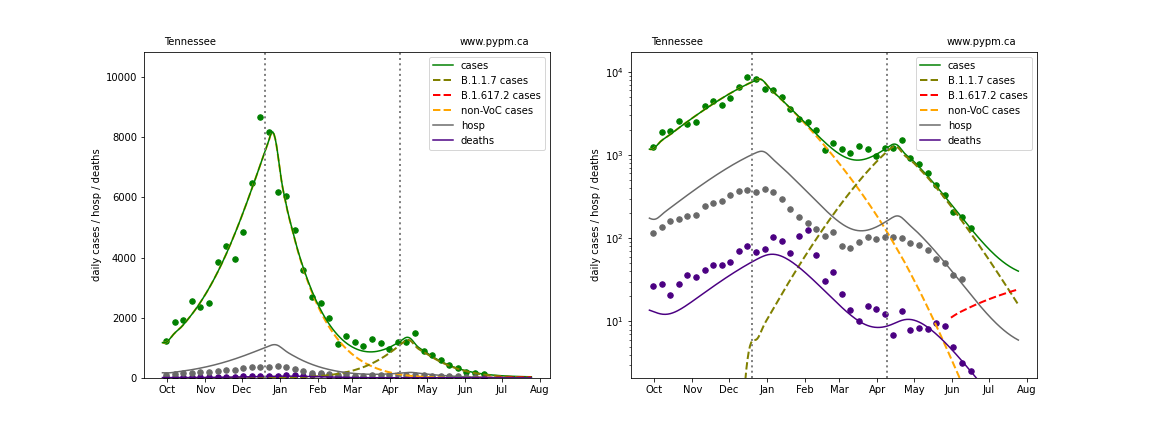 Tennessee www.pypm.ca
cases
B.1.1.7 cases
B.1.617.2 cases
non-VoC cases
hosp
deaths
daily cases / hosp / deaths
10000
8000
6000
4000
2000
0
Oct Nov Dec Jan Feb Mar Apr May Jun Jul Aug
Tennessee www.pypm.ca
cases
B.1.1.7 cases
B.1.617.2 cases
non-VoC cases
hosp
deaths
daily cases / hosp / deaths
10⁴
10³
10²
10¹
Oct Nov Dec Jan Feb Mar Apr May Jun Jul Aug